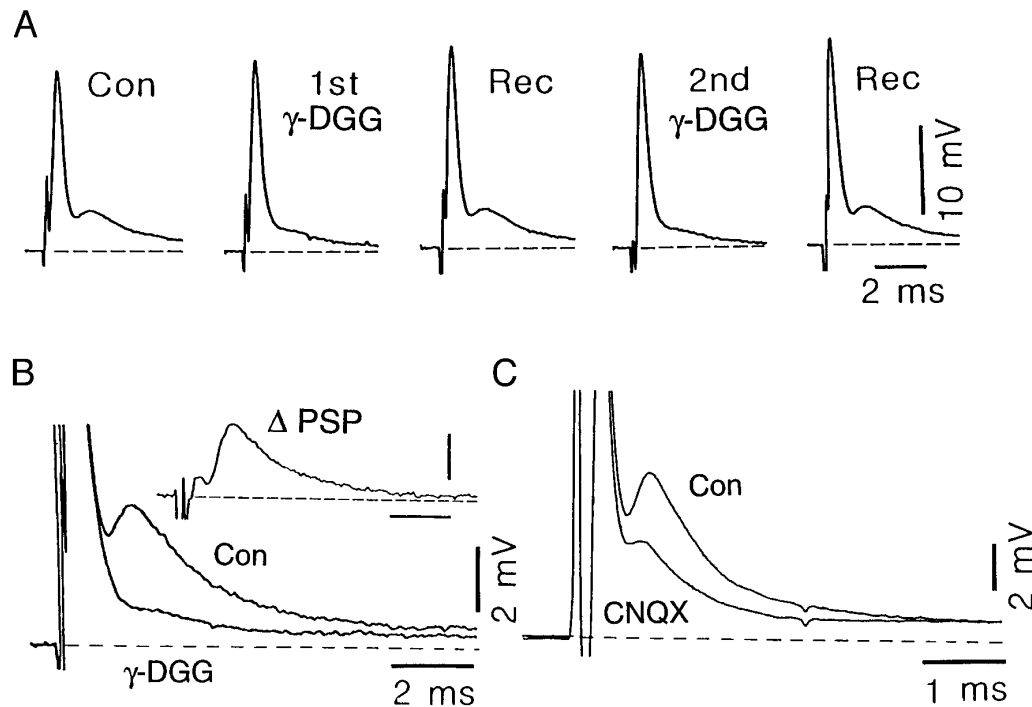 A
Con
1st
γ-DGG
Rec
2nd
γ-DGG
Rec
10 mV
2 ms
B
Δ PSP
Con
γ-DGG
2 mV
2 ms
C
Con
CNQX
2 mV
1 ms